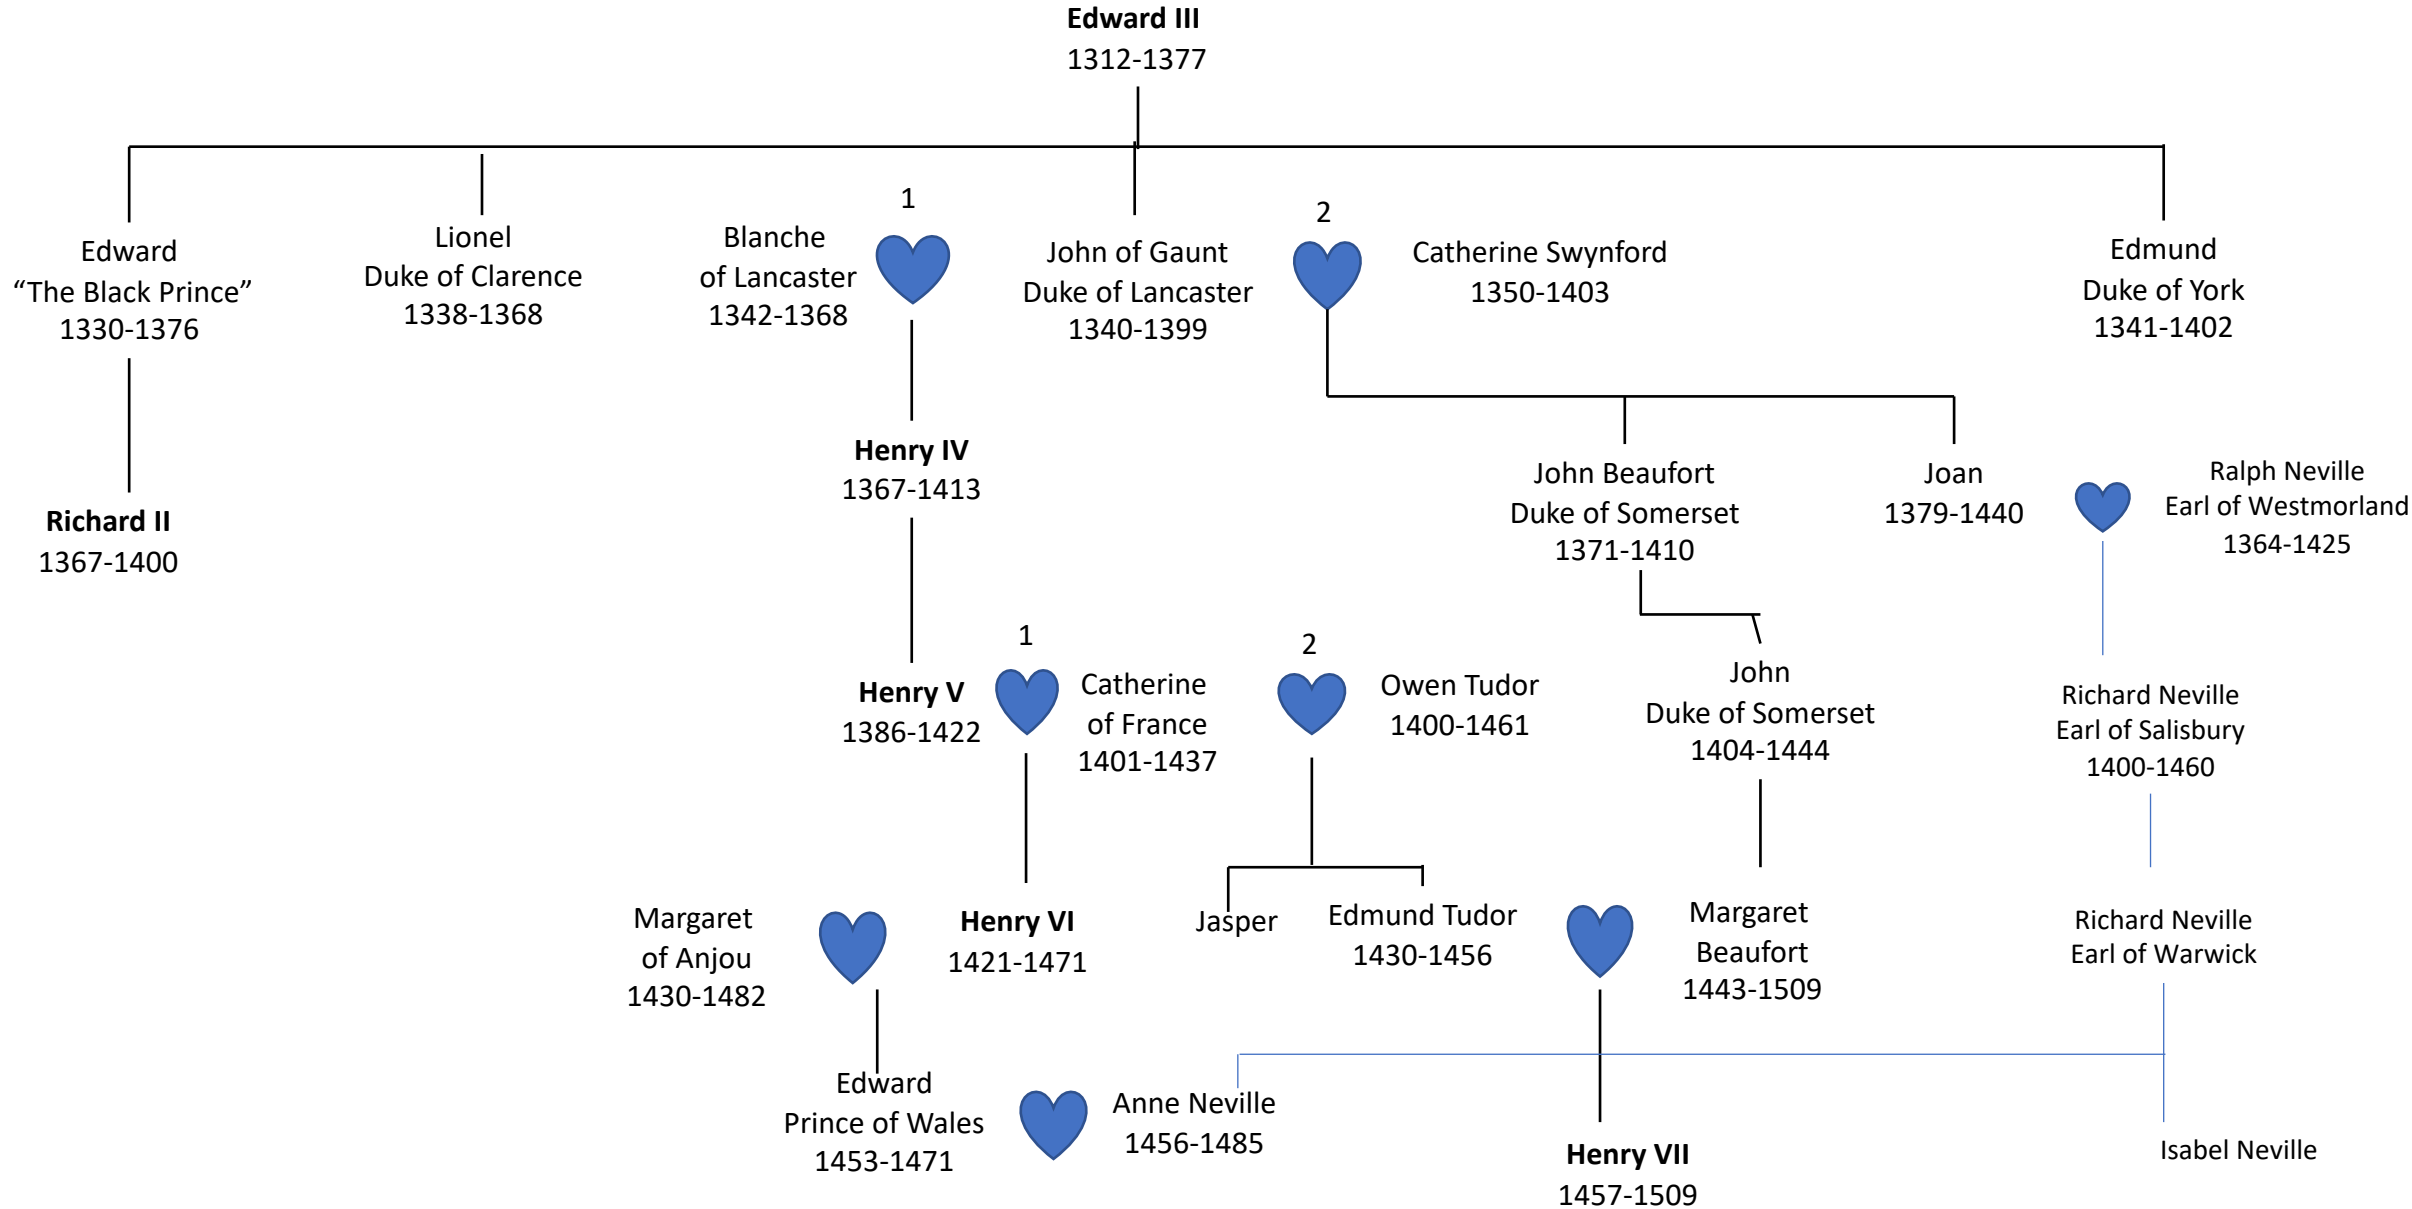 Edward III
1312-1377
1
2
Edward
“The Black Prince”
1330-1376
Lionel
Duke of Clarence
1338-1368
Blanche
of Lancaster
1342-1368
John of Gaunt
Duke of Lancaster
1340-1399
Catherine Swynford
1350-1403
Edmund
Duke of York
1341-1402
Richard II
1367-1400
Henry IV
1367-1413
John Beaufort
Duke of Somerset
1371-1410
Joan
1379-1440
Ralph Neville
Earl of Westmorland
1364-1425
1
2
Henry V
1386-1422
Catherine
of France
1401-1437
Owen Tudor
1400-1461
John
Duke of Somerset
1404-1444
Richard Neville
Earl of Salisbury
1400-1460
Margaret
of Anjou
1430-1482
Henry VI
1421-1471
Jasper
Edmund Tudor
1430-1456
Margaret
Beaufort
1443-1509
Richard Neville
Earl of Warwick
Edward
Prince of Wales
1453-1471
Anne Neville
1456-1485
Henry VII
1457-1509
Isabel Neville